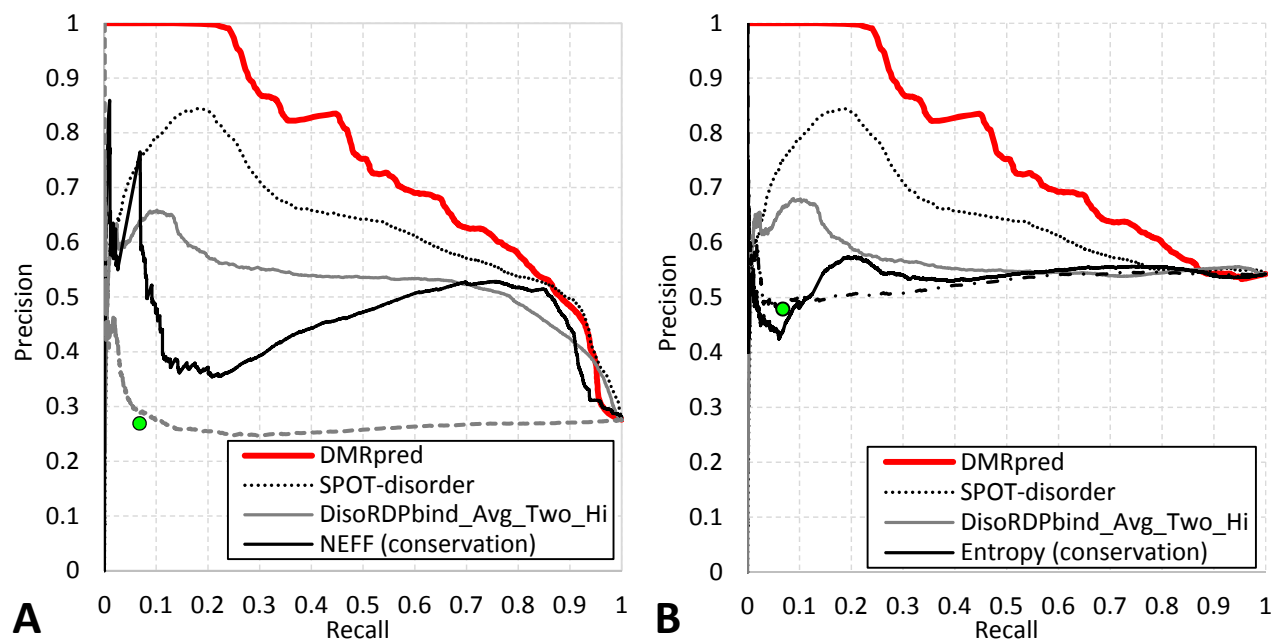 1
0.9
0.8
0.7
0.6
0.5
0.4
0.3
0.2
0.1
0
Precision
0 0.1 0.2 0.3 0.4 0.5 0.6 0.7 0.8 0.9 1
Recall
DMRpred
SPOT-disorder
DisoRDPbind_Avg_Two_Hi
NEFF (conservation)
A
1
0.9
0.8
0.7
0.6
0.5
0.4
0.3
0.2
0.1
0
Precision
0 0.1 0.2 0.3 0.4 0.5 0.6 0.7 0.8 0.9 1
Recall
DMRpred
SPOT-disorder
DisoRDPbind_Avg_Two_Hi
Entropy (conservation)
B